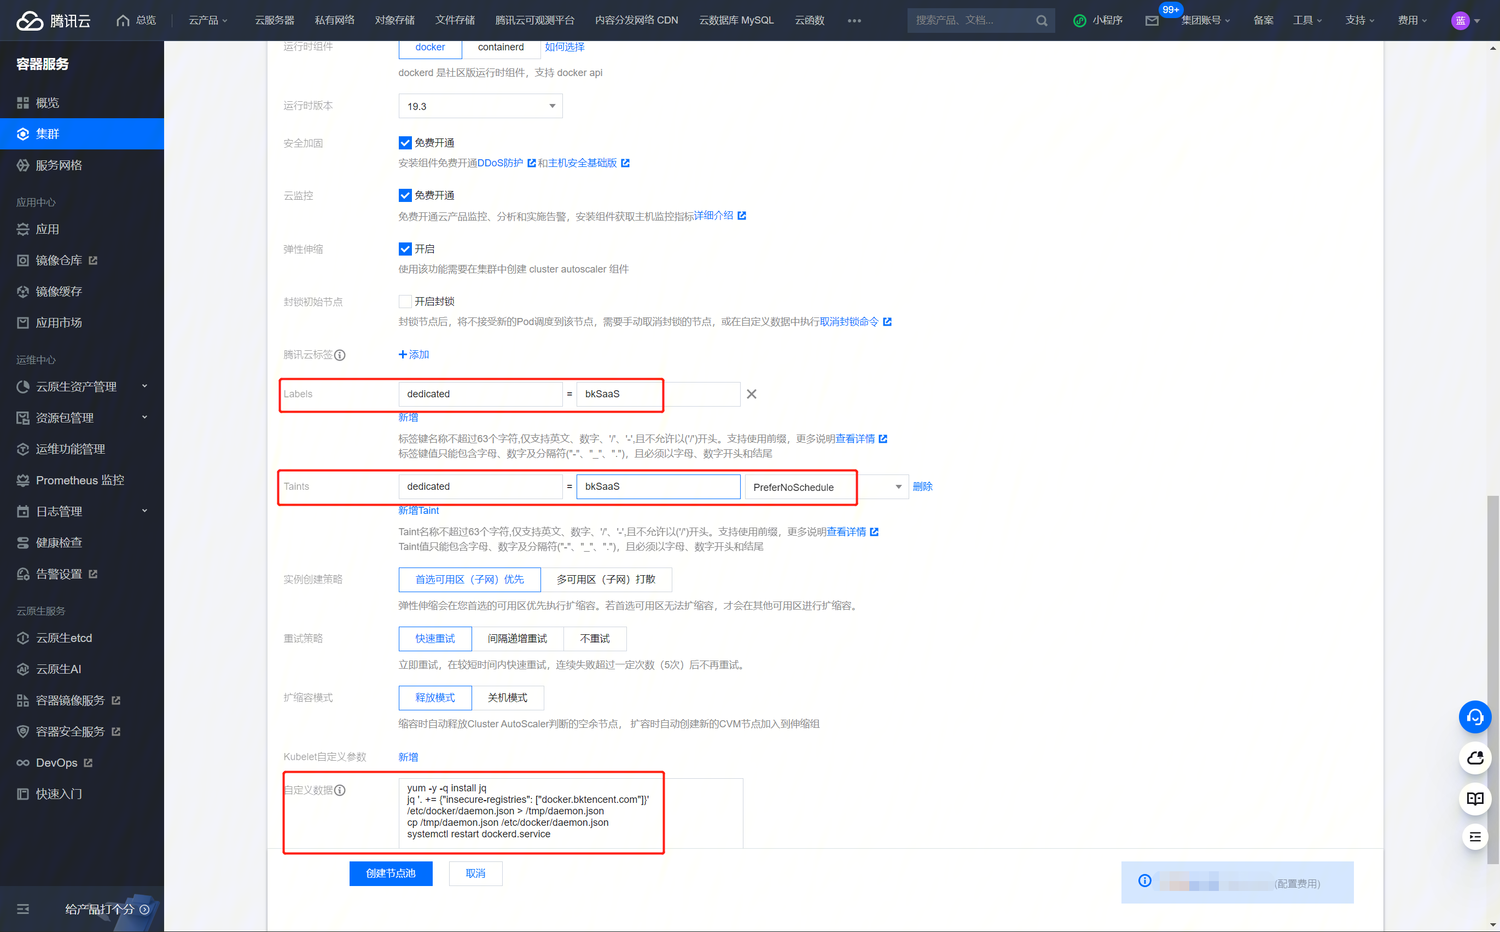 腾讯云
总览
云产品
云服务器
私有网络
对象存储
文件存储
腾讯云可观测平台
内容分发网络 CDN
云数据库 MySQL
云函数
搜索产品、文档...
小程序
99+
集团账号
备案
工具
支持
费用
蓝
容器服务
概览
集群
服务网格
应用中心
应用
镜像仓库
镜像缓存
应用市场
运维中心
云原生资产管理
资源包管理
运维功能管理
Prometheus 监控
日志管理
健康检查
告警设置
云原生服务
云原生etcd
云原生AI
容器镜像服务
容器安全服务
DevOps
快速入门
给产品打个分
运行时组件
docker
containerd
如何选择
dockerd 是社区版运行时组件，支持 docker api
运行时版本
19.3
安全加固
免费开通
安装组件免费开通DDoS防护 和主机安全基础版
云监控
免费开通
免费开通云产品监控、分析和实施告警，安装组件获取主机监控指标详细介绍
弹性伸缩
开启
使用该功能需要在集群中创建 cluster autoscaler 组件
封锁初始节点
开启封锁
封锁节点后，将不接受新的Pod调度到该节点，需要手动取消封锁的节点，或在自定义数据中执行取消封锁命令
腾讯云标签
添加
Labels
dedicated
=
bkSaaS
新增
标签键名称不超过63个字符,仅支持英文、数字、'/'、'-',且不允许以('/')开头。支持使用前缀，更多说明查看详情
标签键值只能包含字母、数字及分隔符("-"、"_"、".")，且必须以字母、数字开头和结尾
Taints
dedicated
=
bkSaaS
PreferNoSchedule
删除
新增Taint
Taint名称不超过63个字符,仅支持英文、数字、'/'、'-',且不允许以('/')开头。支持使用前缀，更多说明查看详情
Taint值只能包含字母、数字及分隔符("-"、"_"、".")，且必须以字母、数字开头和结尾
实例创建策略
首选可用区（子网）优先
多可用区（子网）打散
弹性伸缩会在您首选的可用区优先执行扩缩容。若首选可用区无法扩缩容，才会在其他可用区进行扩缩容。
重试策略
快速重试
间隔递增重试
不重试
立即重试，在较短时间内快速重试，连续失败超过一定次数（5次）后不再重试。
扩缩容模式
释放模式
关机模式
缩容时自动释放Cluster AutoScaler判断的空余节点， 扩容时自动创建新的CVM节点加入到伸缩组
Kubelet自定义参数
新增
自定义数据
yum -y -q install jq
jq '. += {"insecure-registries": ["docker.bktencent.com"]}'
/etc/docker/daemon.json > /tmp/daemon.json
cp /tmp/daemon.json /etc/docker/daemon.json
systemctl restart dockerd.service
创建节点池
取消
(配置费用)